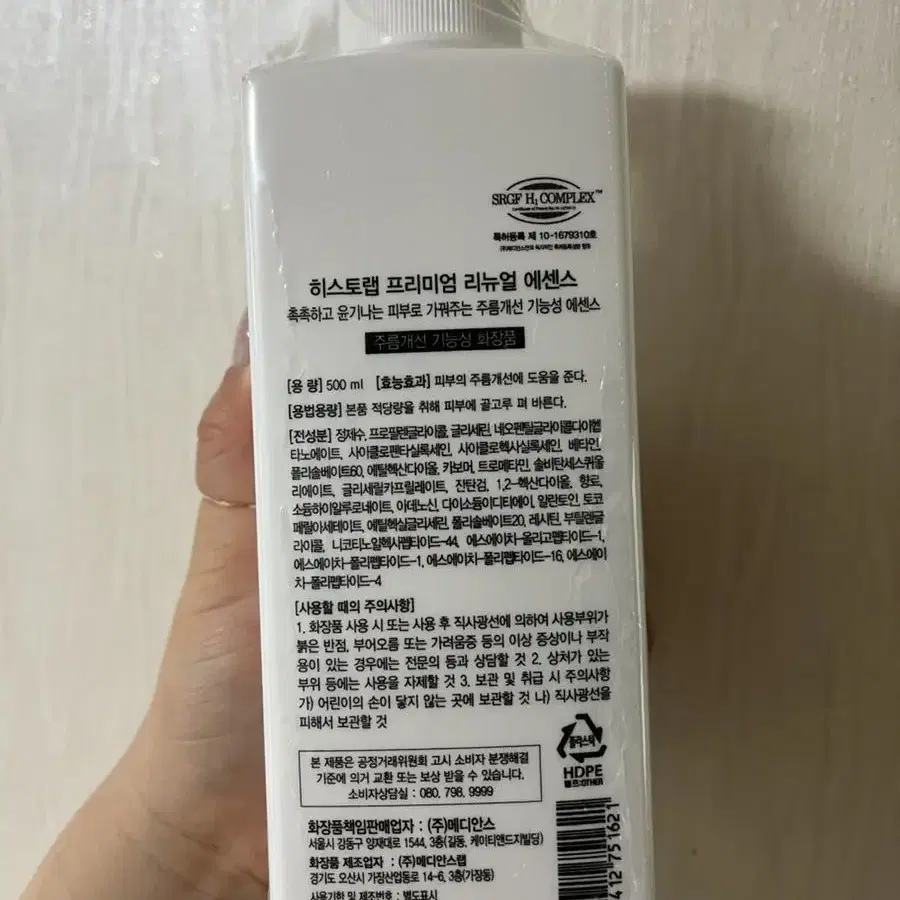 SRGF H₁ COMPLEX™
특허등록 제 10-1679310호
히스토랩 프리미엄 리뉴얼 에센스
촉촉하고 윤기나는 피부로 가꿔주는 주름개선 기능성 에센스
주름개선 기능성 화장품
[용 량] 500 ml [효능효과] 피부의 주름개선에 도움을 준다.
[용법용량] 본품 적당량을 취해 피부에 골고루 펴 바른다.
[전성분] 정제수, 프로필렌글라이콜, 글리세린, 네오펜틸글라이콜다이헵
타노에이트, 사이클로펜타실록세인, 사이클로헥사실록세인, 베타인,
폴리솔베이트60, 에틸헥산다이올, 카보머, 트로메타민, 솔비탄세스퀴올
리에이트, 글리세릴카프릴레이트, 잔탄검, 1,2-헥산다이올, 향료,
소듐하이알루로네이트, 아데노신, 다이소듐이디티에이, 알란토인, 토코
페릴아세테이트, 에틸헥실글리세린, 폴리솔베이트20, 레시틴, 부틸렌글
라이콜, 니코티노일헥사펩타이드-44, 에스에이치-올리고펩타이드-1,
에스에이차-폴리펩타이드-1, 에스에이차-폴리펩타이드-16, 에스에이
차-폴리펩타이드-4
[사용할 때의 주의사항]
1. 화장품 사용 시 또는 사용 후 직사광선에 의하여 사용부위가
붉은 반점, 부어오름 또는 가려움증 등의 이상 증상이나 부작
용이 있는 경우에는 전문의 등과 상담할 것 2. 상처가 있는
부위 등에는 사용을 자제할 것 3. 보관 및 취급 시 주의사항
가) 어린이의 손이 닿지 않는 곳에 보관할 것 나) 직사광선을
피해서 보관할 것
플라스틱
HDPE
펌프:OTHER
본 제품은 공정거래위원회 고시 소비자 분쟁해결
기준에 의거 교환 또는 보상 받을 수 있습니다.
소비자상담실 : 080. 798. 9999
화장품책임판매업자 : (주)메디안스
서울시 강동구 양재대로 1544, 3층(길동, 케이티앤드지빌딩)
화장품 제조업자 : (주)메디안스랩
경기도 오산시 가장산업동로 14-6, 3층(가장동)
사용기한 및 제조번호 : 별도표시
412751621